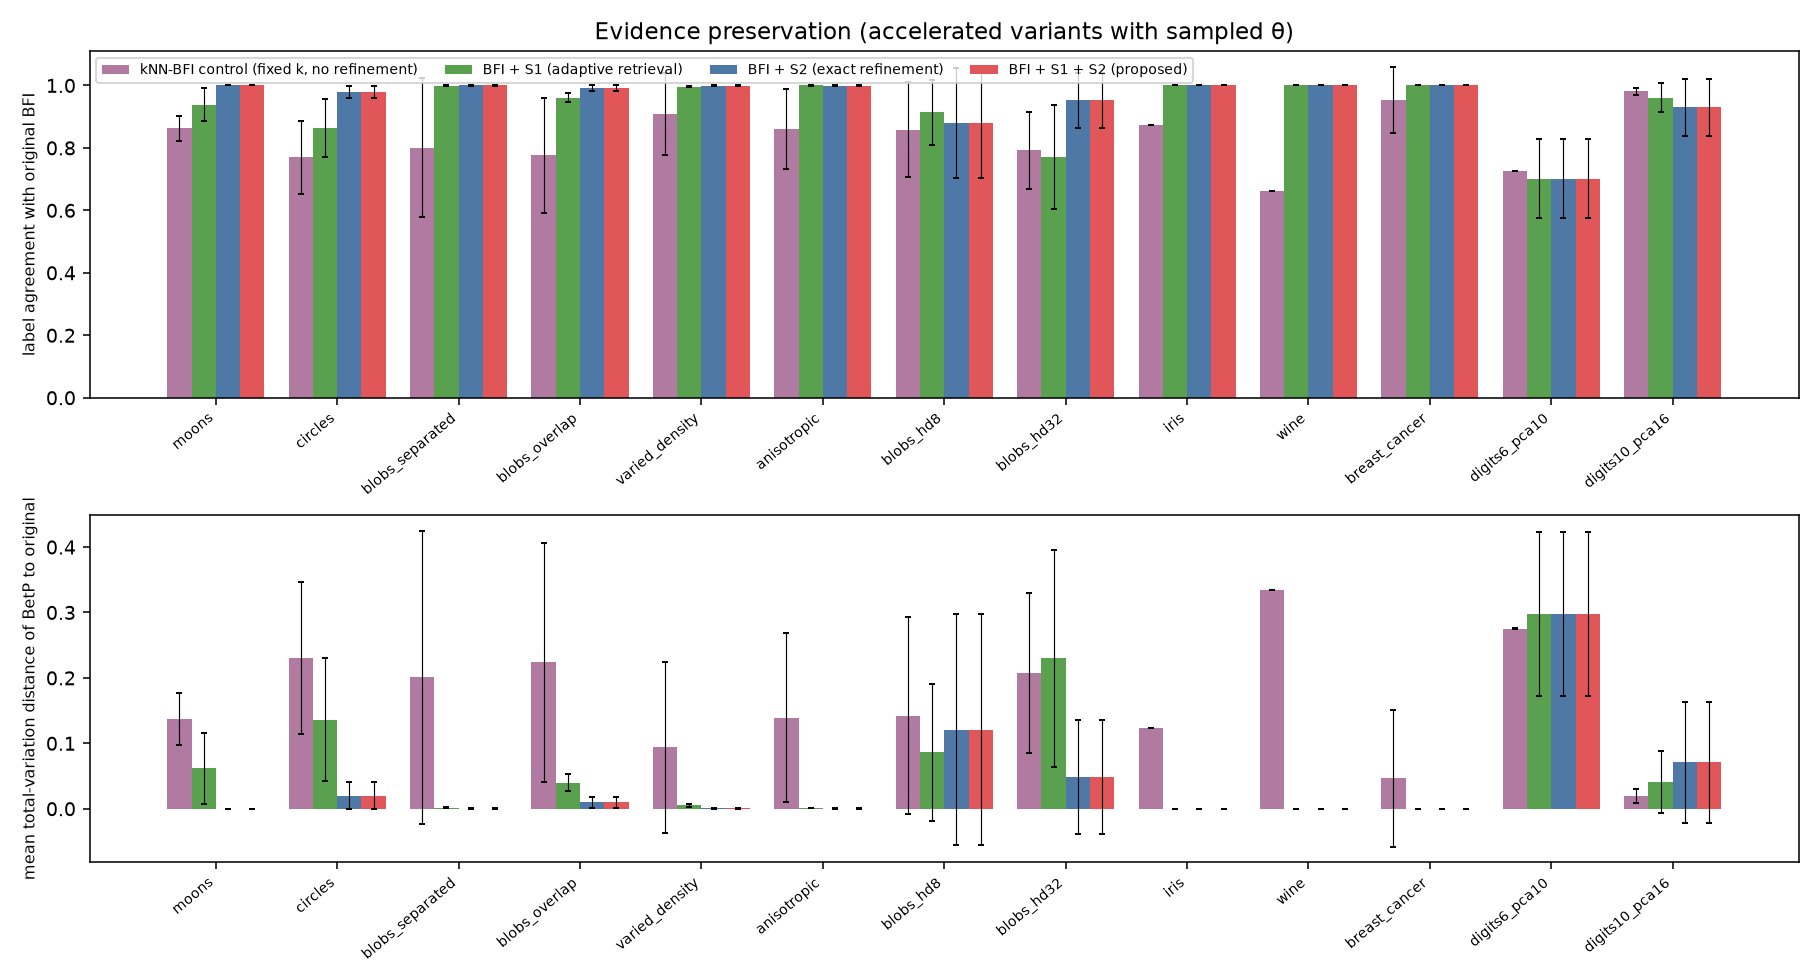 Evidence preservation (accelerated variants with sampled θ)
kNN-BFI control (fixed k, no refinement) BFI + S1 (adaptive retrieval) BFI + S2 (exact refinement) BFI + S1 + S2 (proposed)
label agreement with original BFI
1.0
0.8
0.6
0.4
0.2
0.0
moons circles blobs_separated blobs_overlap varied_density anisotropic blobs_hd8 blobs_hd32 iris wine breast_cancer digits6_pca10 digits10_pca16
mean total-variation distance of BetP to original
0.4
0.3
0.2
0.1
0.0
moons circles blobs_separated blobs_overlap varied_density anisotropic blobs_hd8 blobs_hd32 iris wine breast_cancer digits6_pca10 digits10_pca16